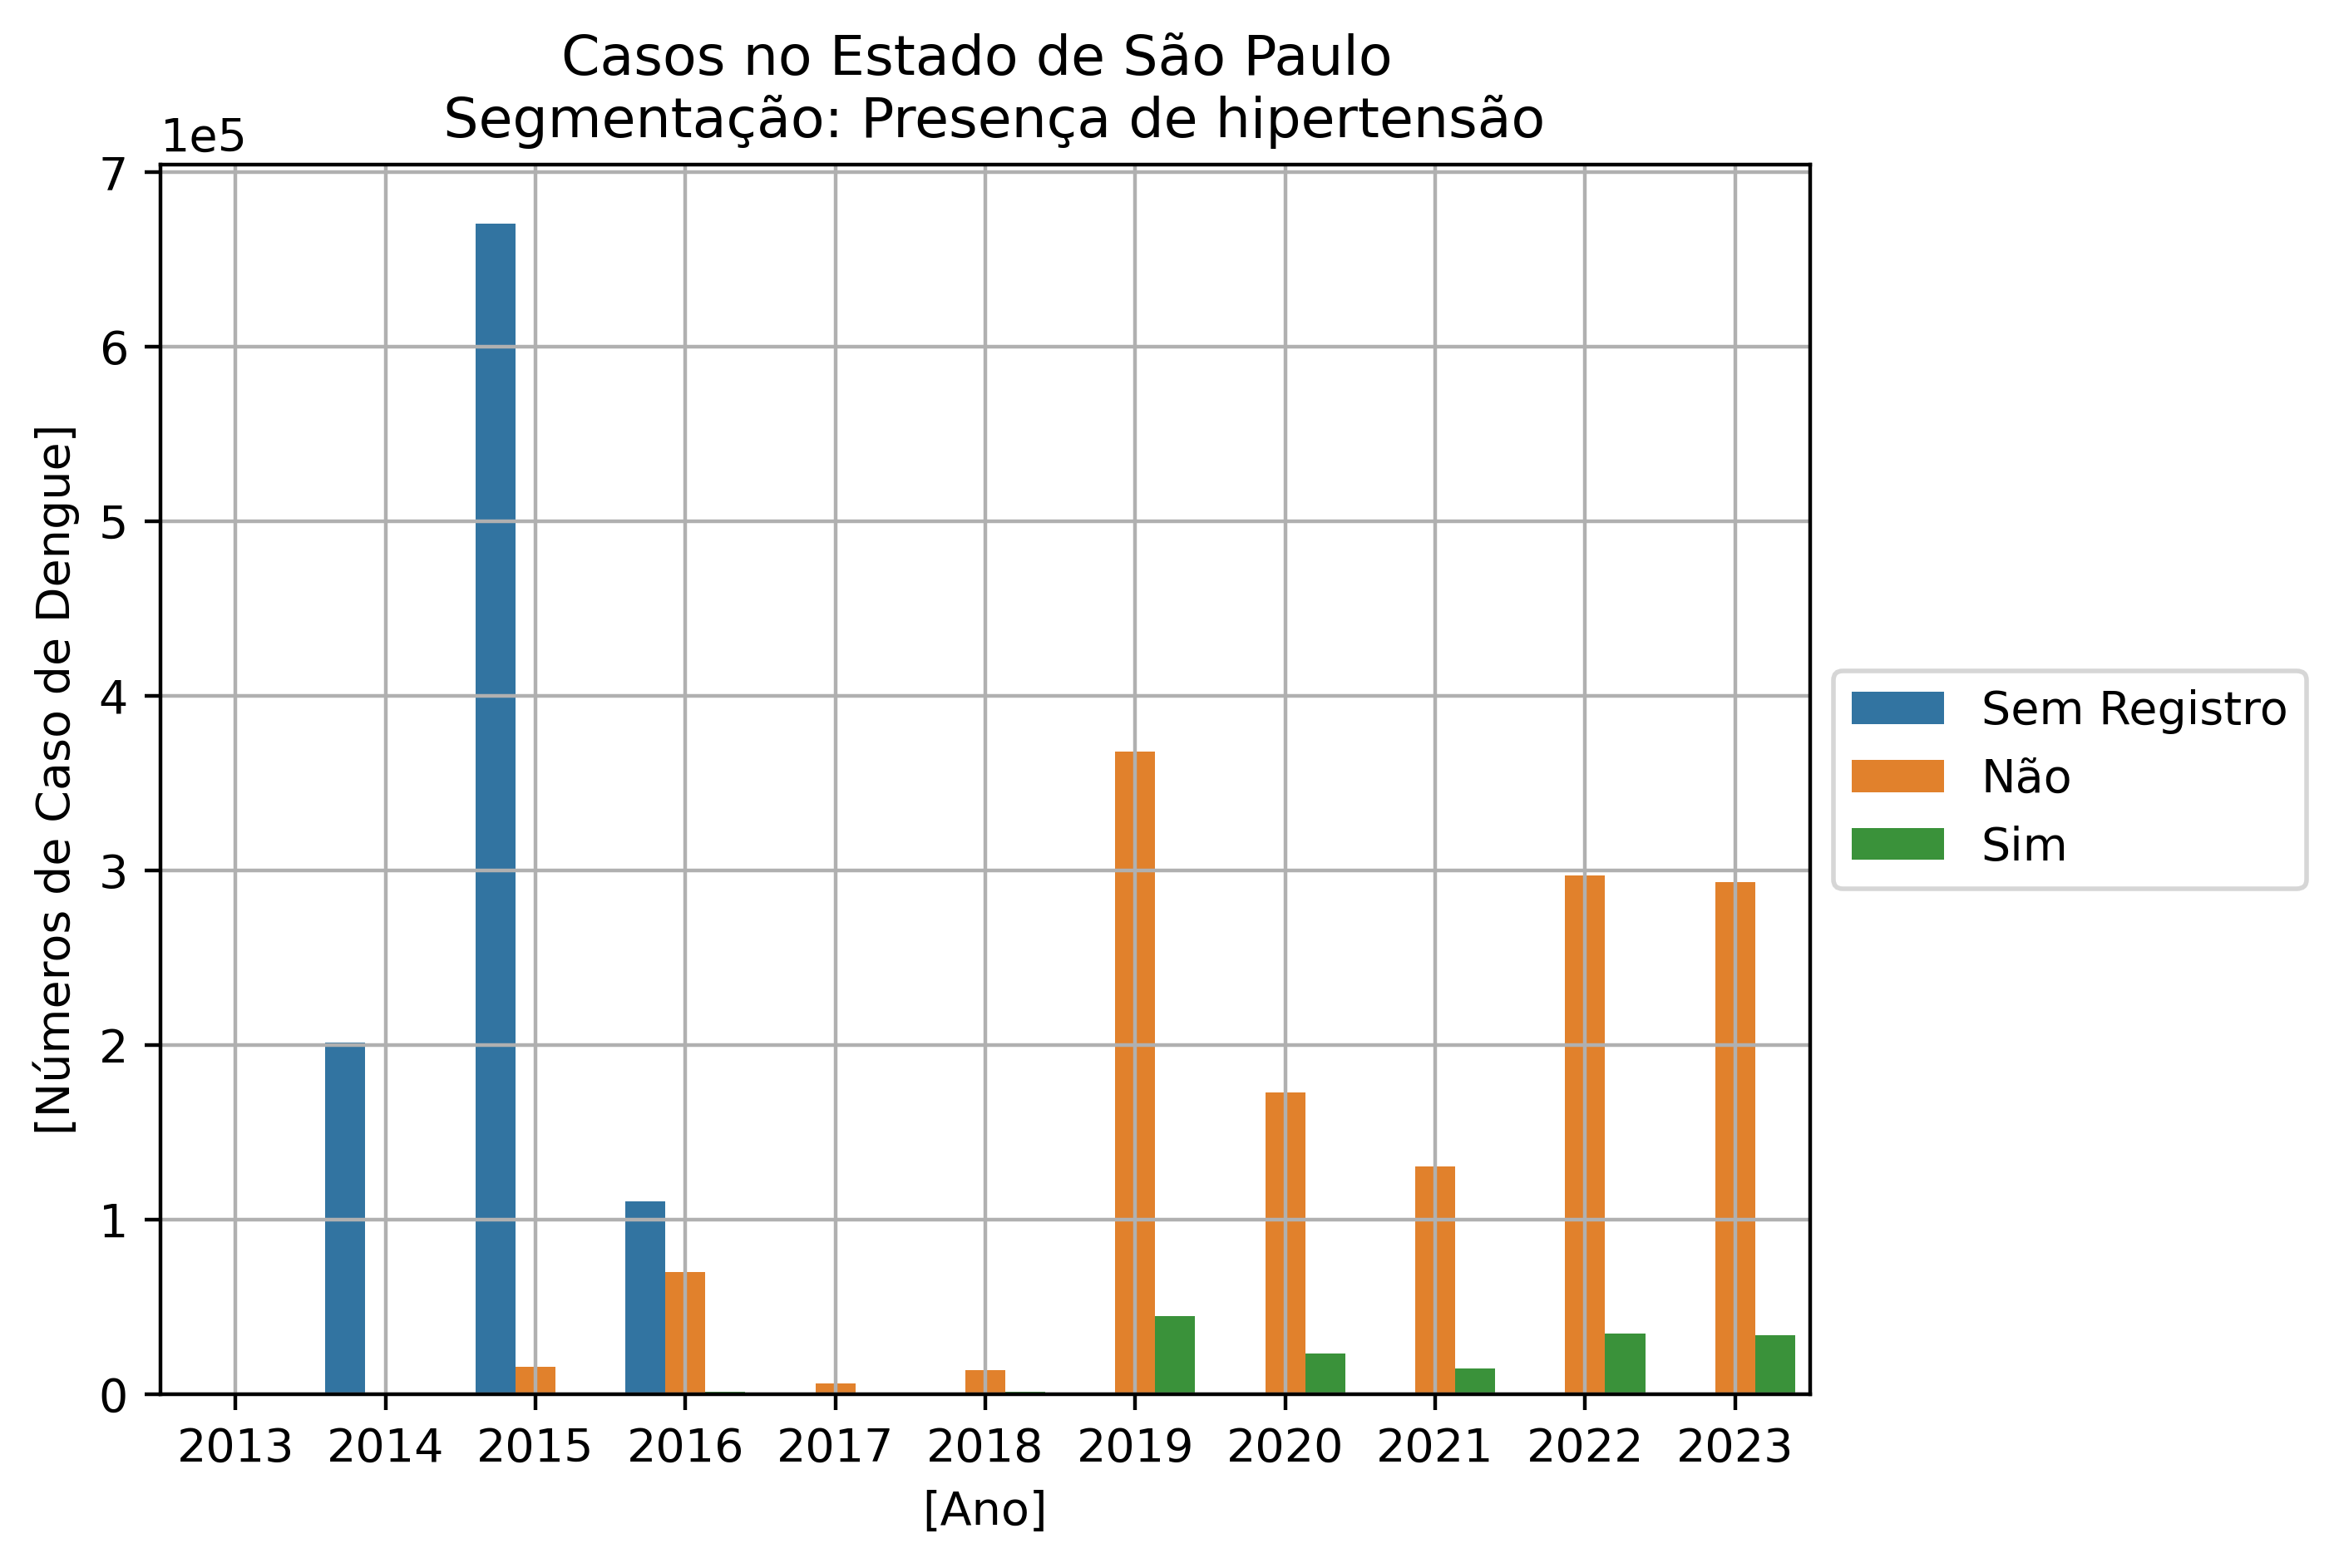 Casos no Estado de São Paulo
Segmentação: Presença de hipertensão
1e5
7
6
5
4
3
2
1
0
[Números de Caso de Dengue]
2013 2014 2015 2016 2017 2018 2019 2020 2021 2022 2023
[Ano]
Sem Registro
Não
Sim